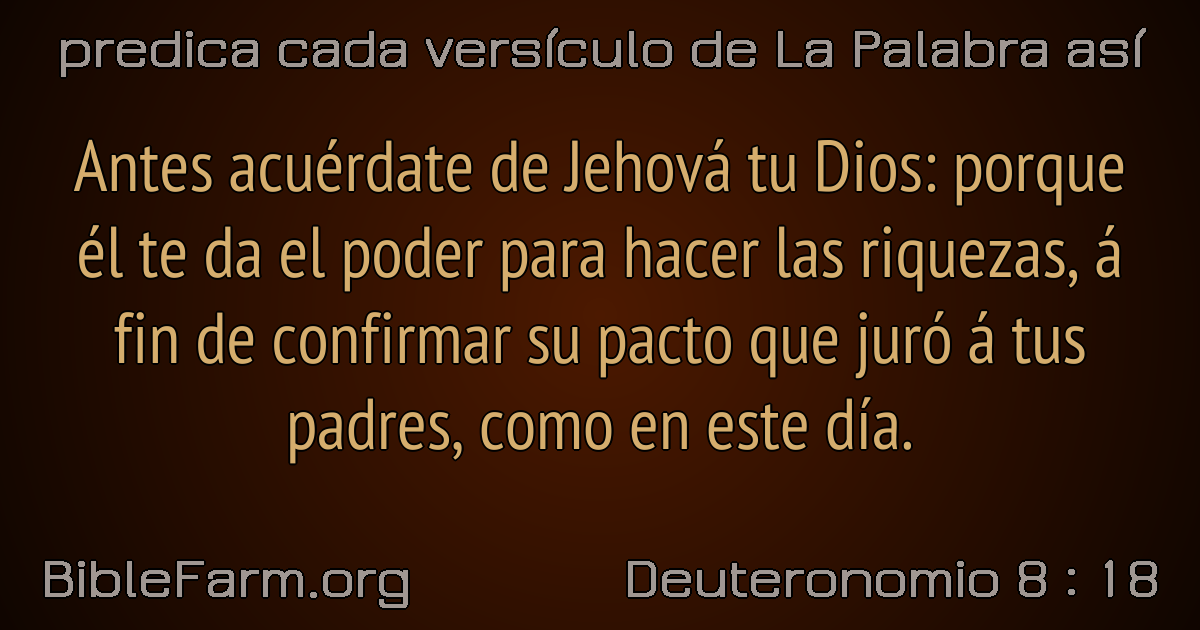 predica cada versículo de La Palabra así
Antes acuérdate de Jehová tu Dios: porque
él te da el poder para hacer las riquezas, á
fin de confirmar su pacto que juró á tus
padres, como en este día.
BibleFarm.org
Deuteronomio 8 : 18